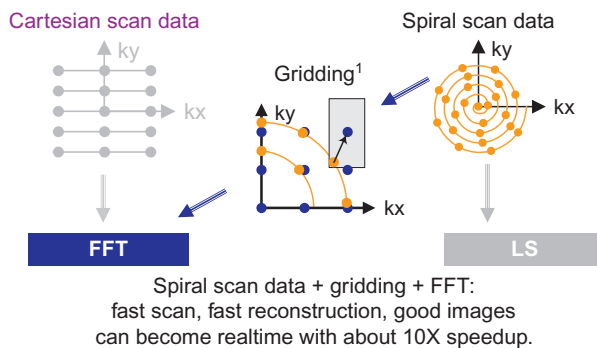 Cartesian scan data
Spiral scan data
ky
kx
Gridding1
ky
kx
ky
kx
FFT
LS
Spiral scan data + gridding + FFT:
fast scan, fast reconstruction, good images
can become realtime with about 10X speedup.